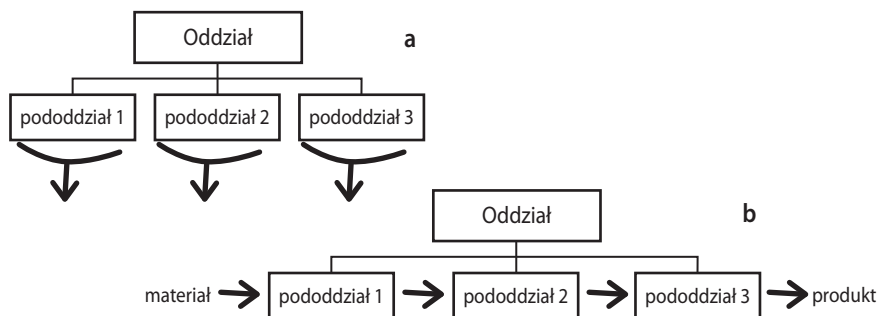 Oddział
a
pododdział 1 pododdział 2 pododdział 3
Oddział
b
materiał pododdział 1 pododdział 2 pododdział 3 produkt